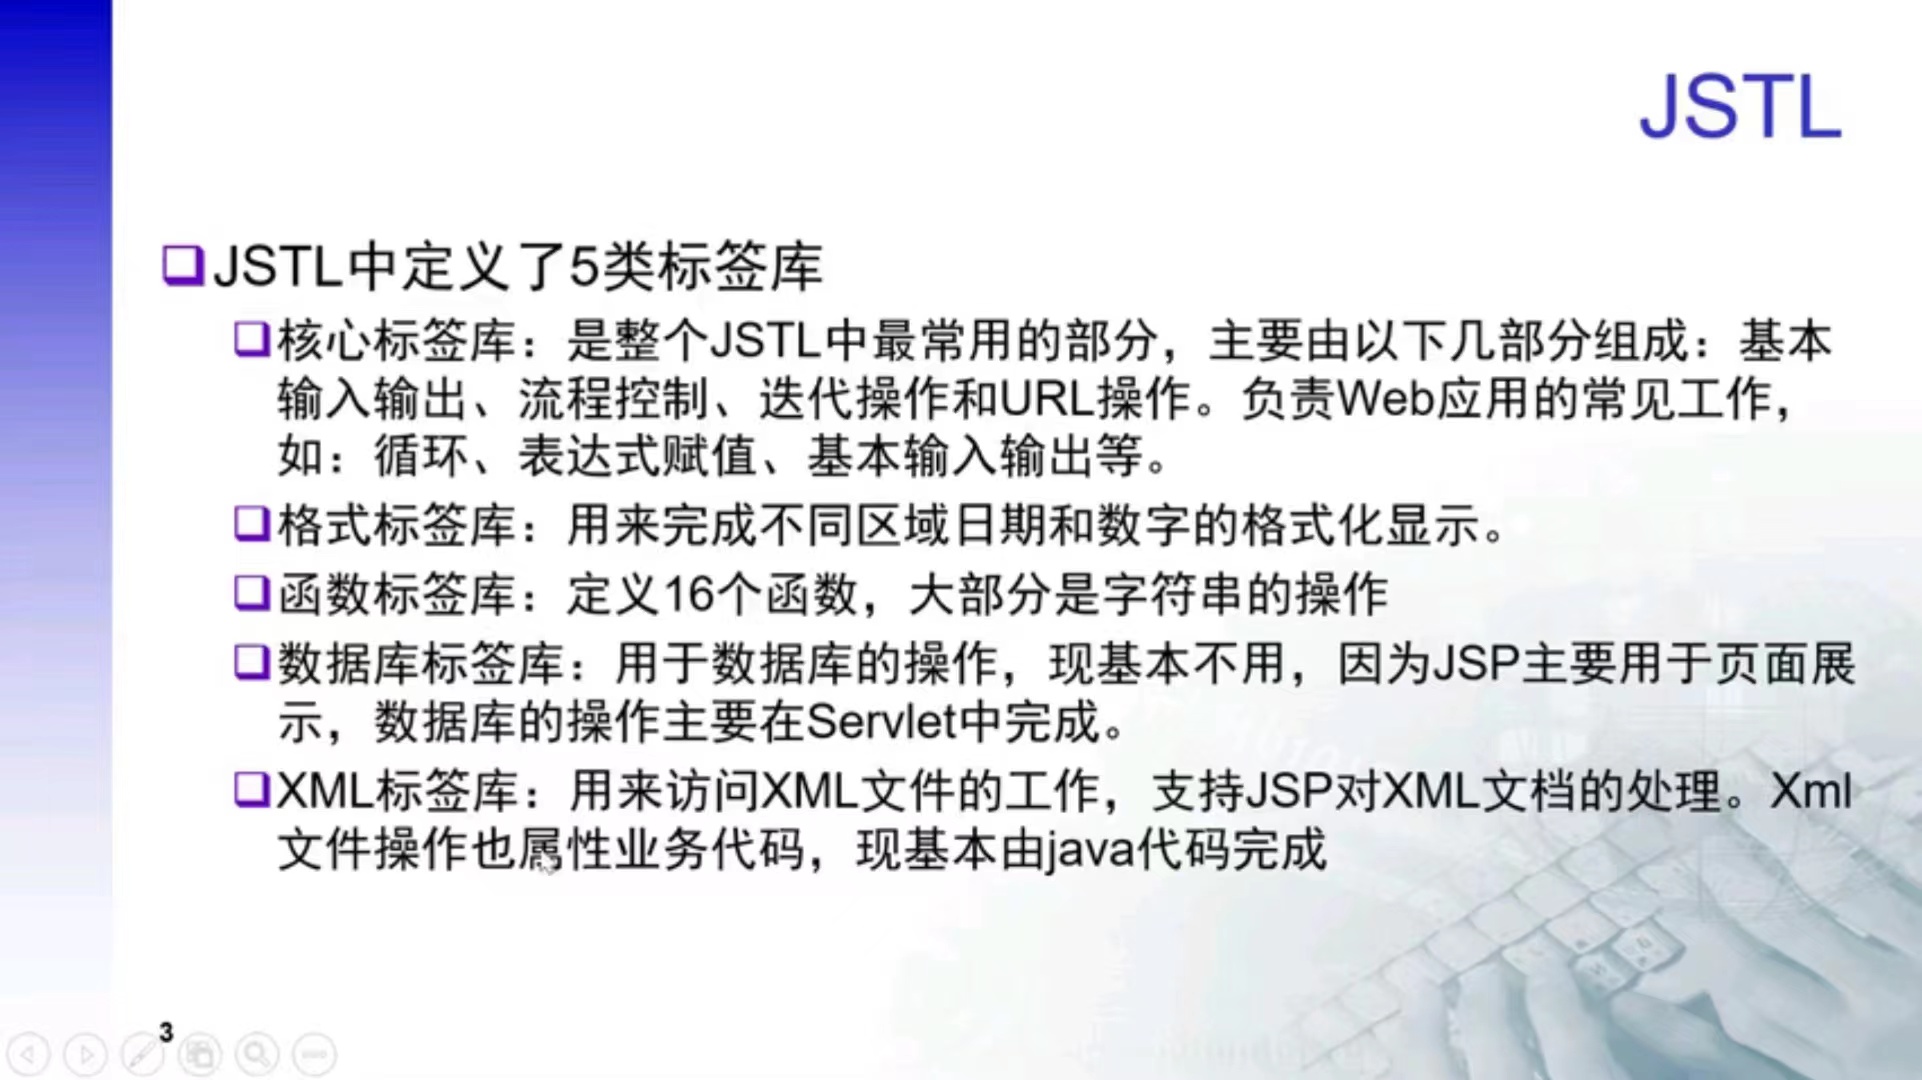 JSTL
JSTL中定义了5类标签库
核心标签库：是整个JSTL中最常用的部分，主要由以下几部分组成：基本
输入输出、流程控制、迭代操作和URL操作。负责Web应用的常见工作，
如：循环、表达式赋值、基本输入输出等。
格式标签库：用来完成不同区域日期和数字的格式化显示。
函数标签库：定义16个函数，大部分是字符串的操作
数据库标签库：用于数据库的操作，现基本不用，因为JSP主要用于页面展
示，数据库的操作主要在Servlet中完成。
XML标签库：用来访问XML文件的工作，支持JSP对XML文档的处理。Xml
文件操作也属性业务代码，现基本由java代码完成
3